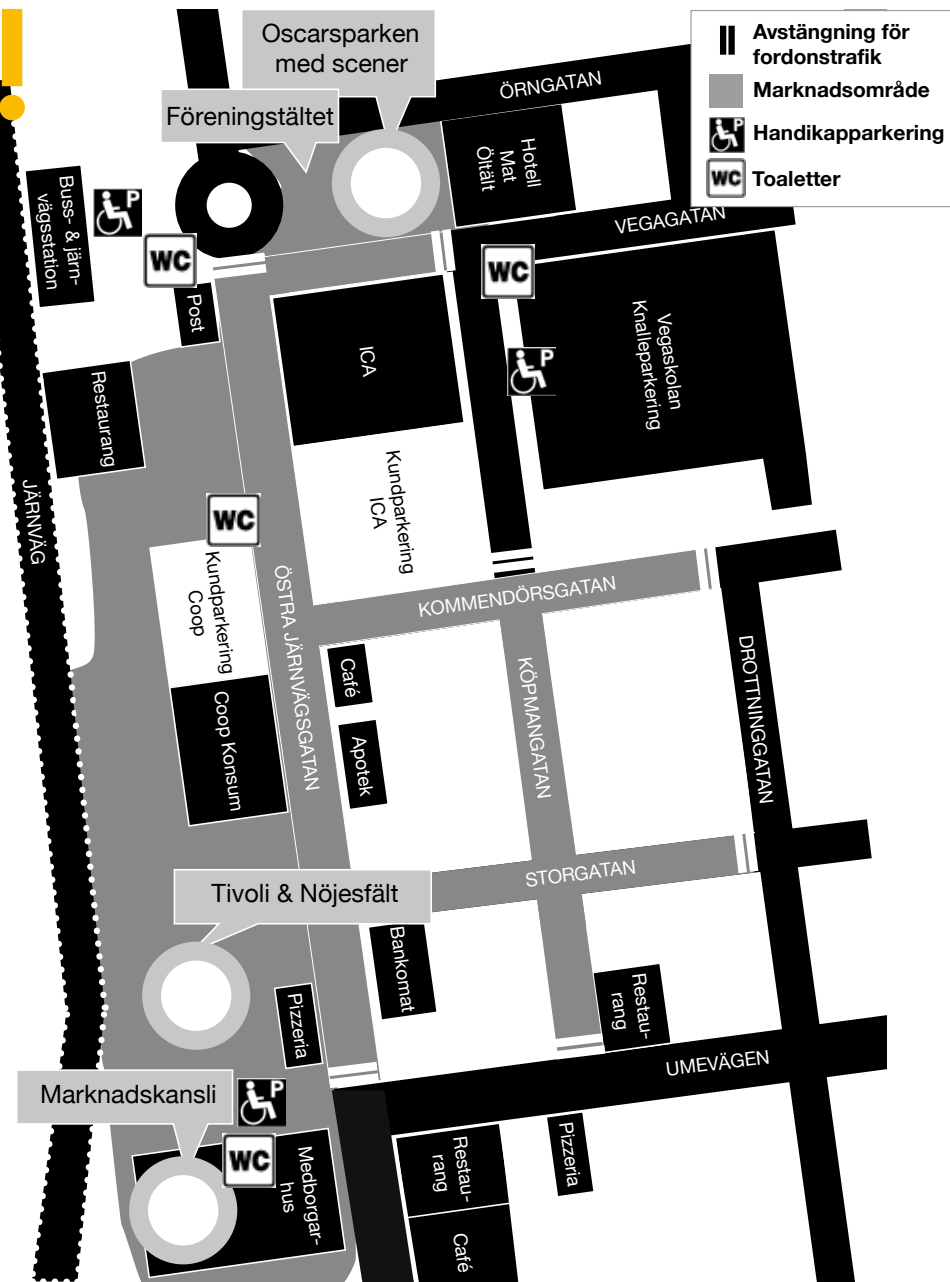 Oscarsparken
med scener
Föreningstältet
Avstängning för
fordonstrafik
Marknadsområde
P
Handikapparkering
WC
Toaletter
ÖRNGATAN
Hotell
Mat
Öltält
VEGAGATAN
Buss- & järn-
vägsstation
P
WC
WC
Post
ICA
P
Vegaskolan
Knalleparkering
Restaurang
JÄRNVÄG
WC
Kundparkering
ICA
Kundparkering
Coop
ÖSTRA JÄRNVÄGSGATAN
KOMMENDÖRSGATAN
Café
KÖPMANGATAN
DROTTNINGGATAN
Coop Konsum
Apotek
STORGATAN
Tivoli & Nöjesfält
Bankomat
Restau-
rang
Pizzeria
UMEVÄGEN
Marknadskansli
P
WC
Medborgar-
hus
Restau-
rang
Pizzeria
Café